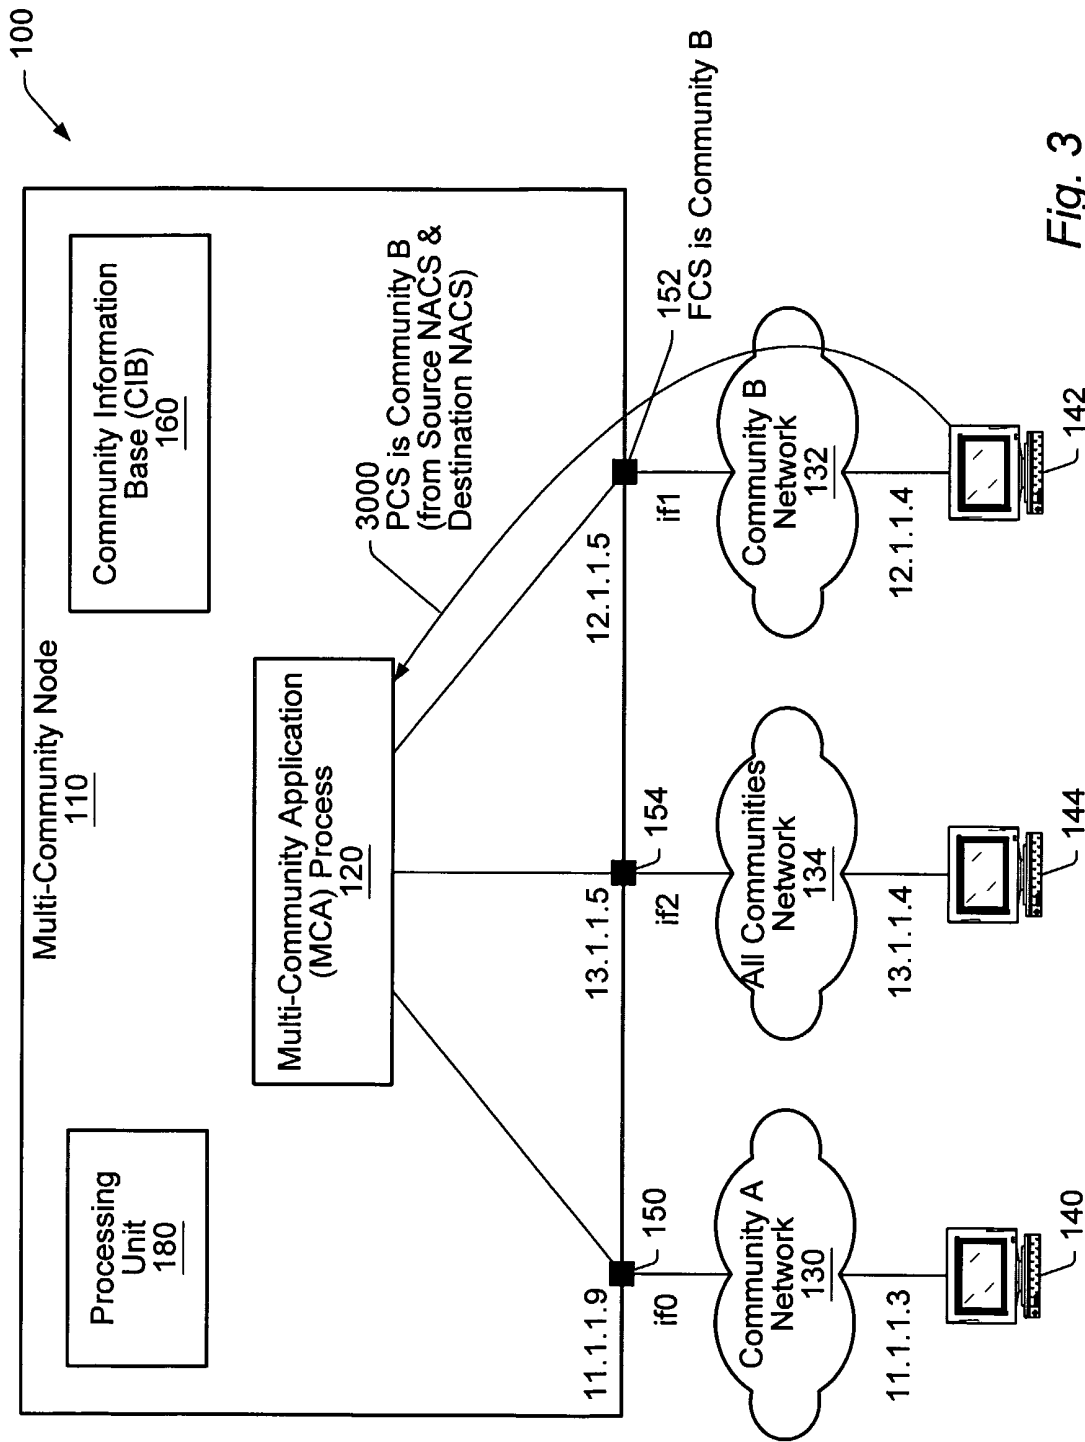 100
Multi-Community Node
110
Processing
Unit
180
Community Information
Base (CIB)
160
Multi-Community Application
(MCA) Process
120
3000
PCS is Community B
(from Source NACS &
Destination NACS)
11.1.1.9
150
if0
13.1.1.5
154
if2
12.1.1.5
152
FCS is Community B
if1
Community A
Network
130
All Communities
Network
134
Community B
Network
132
11.1.1.3
140
13.1.1.4
144
12.1.1.4
142
Fig. 3